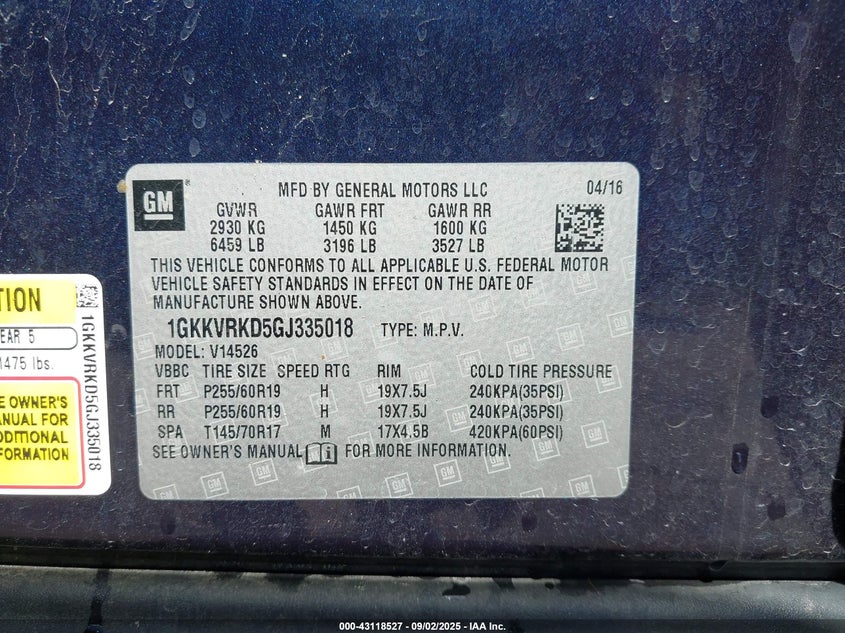 GM
MFD BY GENERAL MOTORS LLC
04/16
GVWR GAWR FRT GAWR RR
2930 KG 1450 KG 1600 KG
6459 LB 3196 LB 3527 LB
THIS VEHICLE CONFORMS TO ALL APPLICABLE U.S. FEDERAL MOTOR
VEHICLE SAFETY STANDARDS IN EFFECT ON THE DATE OF
MANUFACTURE SHOWN ABOVE.
1GKKVRKD5GJ335018 TYPE: M.P.V.
MODEL: V14526
VBBC TIRE SIZE SPEED RTG RIM COLD TIRE PRESSURE
FRT P255/60R19 H 19X7.5J 240KPA(35PSI)
RR P255/60R19 H 19X7.5J 240KPA(35PSI)
SPA T145/70R17 M 17X4.5B 420KPA(60PSI)
SEE OWNER'S MANUAL FOR MORE INFORMATION.
TION
EAR 5
1475 lbs.
E OWNER'S
ANUAL FOR
DDITIONAL
FORMATION
1GKKVRKD5GJ335018
000-43118527 - 09/02/2025 - IAA Inc.